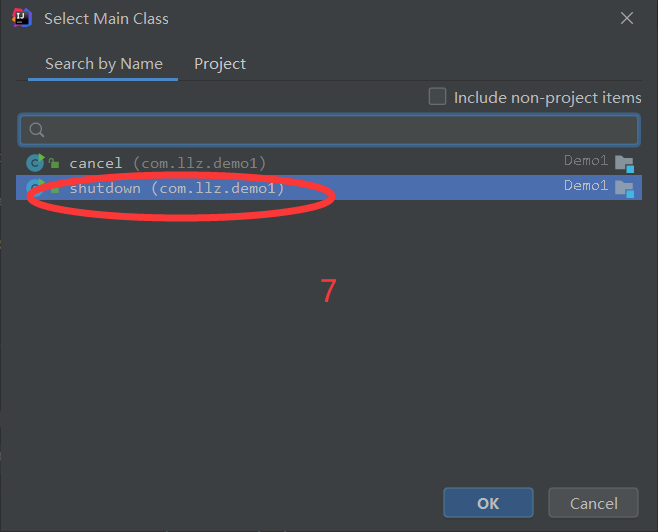 Select Main Class
Search by Name Project
Include non-project items
cancel (com.llz.demo1) Demo1
shutdown (com.llz.demo1) Demo1
7
OK Cancel